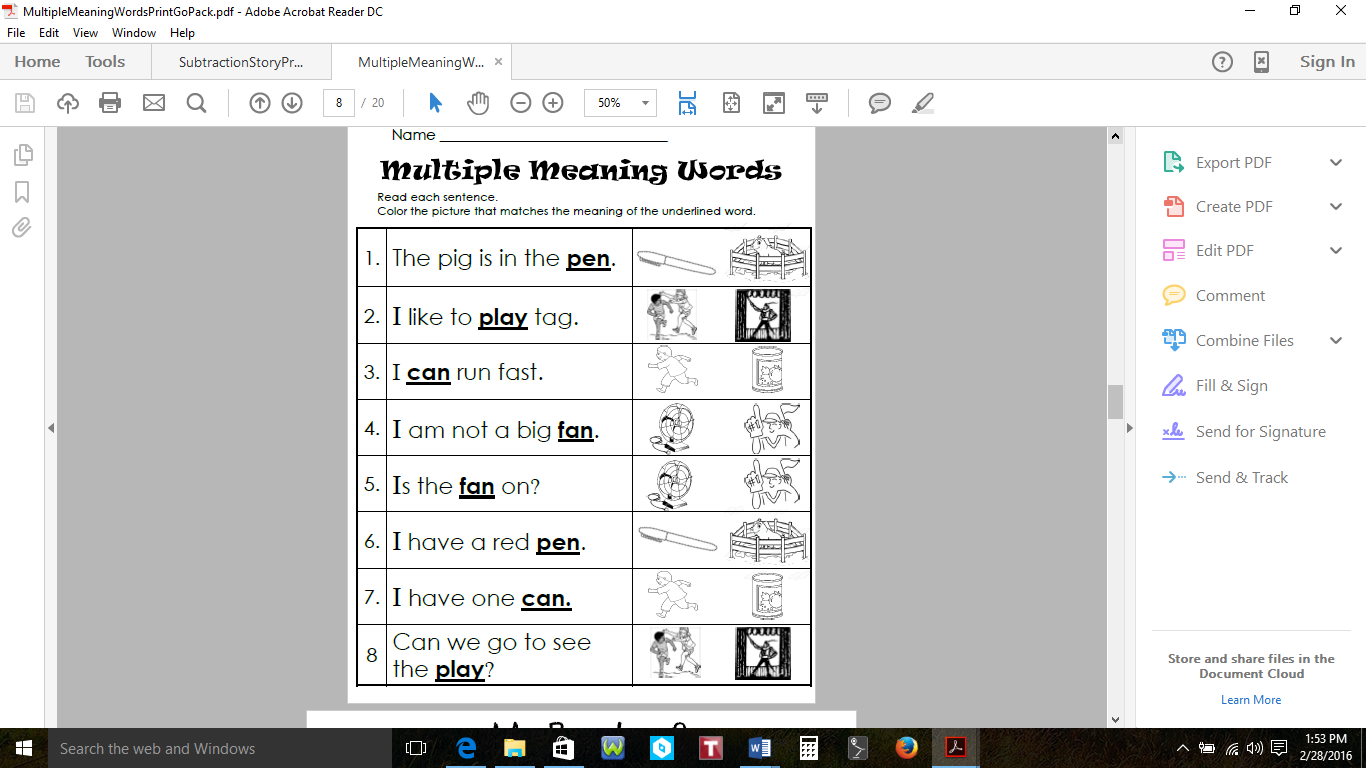 MultipleMeaningWordsPrintGoPack.pdf - Adobe Acrobat Reader DC
File Edit View Window Help
Home Tools SubtractionStoryPr... MultipleMeaningW... × Sign In
8 / 20 50%
Name
Multiple Meaning Words
Read each sentence.
Color the picture that matches the meaning of the underlined word.
1. The pig is in the pen.
2. I like to play tag.
3. I can run fast.
4. I am not a big fan.
#1
5. Is the fan on?
#1
6. I have a red pen.
7. I have one can.
8 Can we go to see
the play?
Export PDF
Create PDF
Edit PDF
Comment
Combine Files
Fill & Sign
Send for Signature
Send & Track
Store and share files in the
Document Cloud
Learn More
Search the web and Windows
1:53 PM
2/28/2016